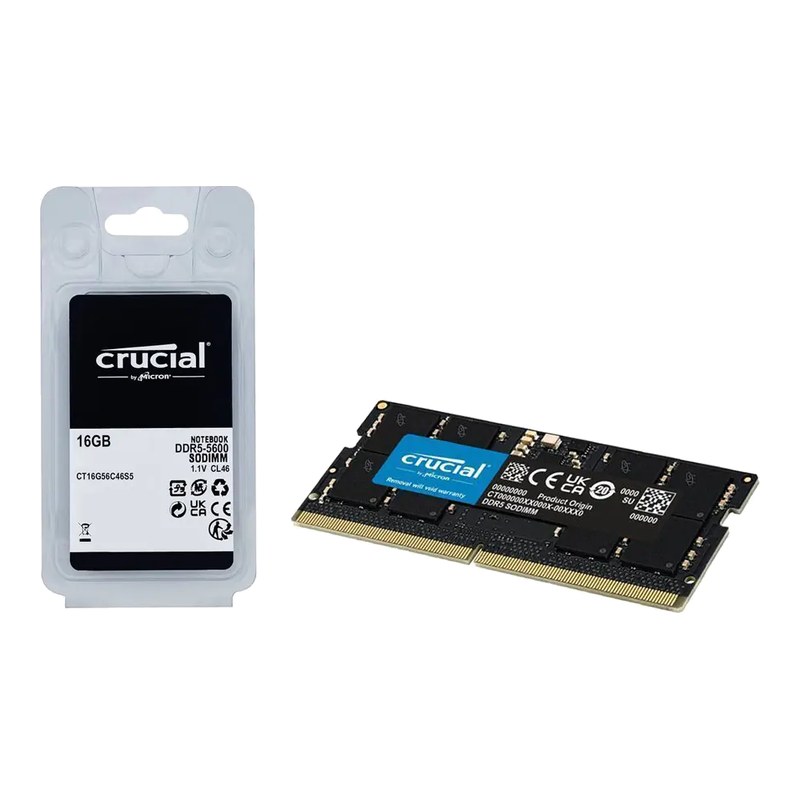 crucial
by Micron
16GB
NOTEBOOK
DDR5-5600
SODIMM
1.1V CL46
CT16G56C46S5
UK CA
CE
crucial
by Micron
Removal will void warranty
CE UK CA 20
00000000 Product Origin
CT000000XX000X-00XXX0
DDR5 SODIMM
0000
SU
000000